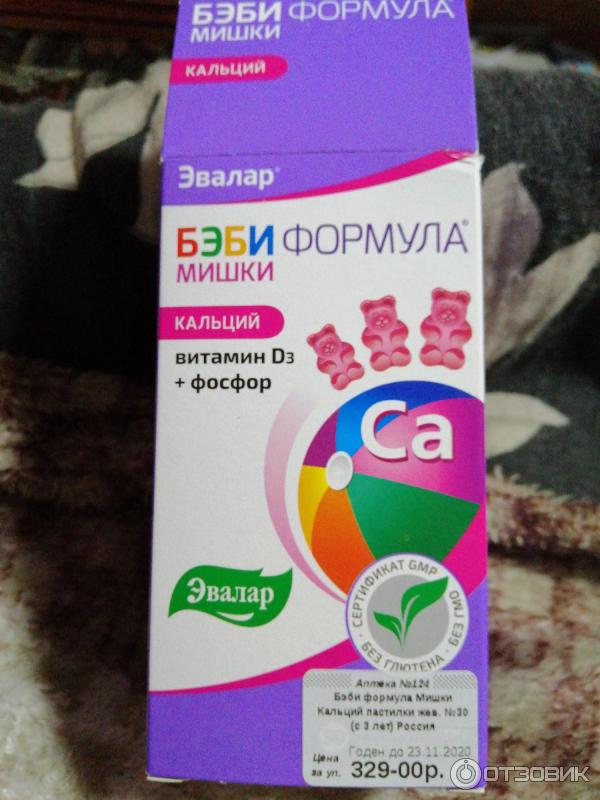 БЭБИ ФОРМУЛА
МИШКИ
КАЛЬЦИЙ
Эвалар®
БЭБИ ФОРМУЛА®
МИШКИ
КАЛЬЦИЙ
витамин D3
+ фосфор
Ca
Эвалар
СЕРТИФИКАТ GMP
БЕЗ ГЛЮТЕНА · БЕЗ ГМО
Аптека №124
Бэби формула Мишки
Кальций пастилки жев. №30
(с 3 лет) Россия
Годен до 23.11.2020
Цена
за уп. 329-00р.
ОТЗОВИК